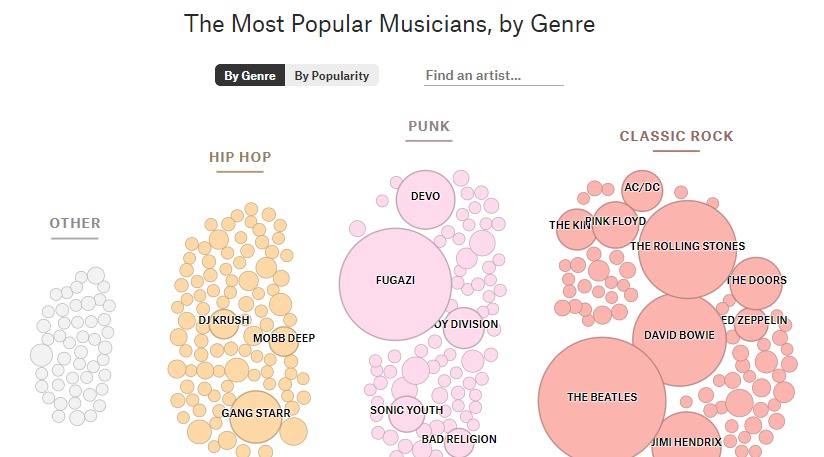 The Most Popular Musicians, by Genre
By Genre
By Popularity
Find an artist...
PUNK
CLASSIC ROCK
HIP HOP
OTHER
DEVO
AC/DC
THE KIN
PINK FLOYD
THE ROLLING STONES
FUGAZI
THE DOORS
DJ KRUSH
OY DIVISION
ED ZEPPELIN
MOBB DEEP
DAVID BOWIE
THE BEATLES
GANG STARR
SONIC YOUTH
BAD RELIGION
JIMI HENDRIX